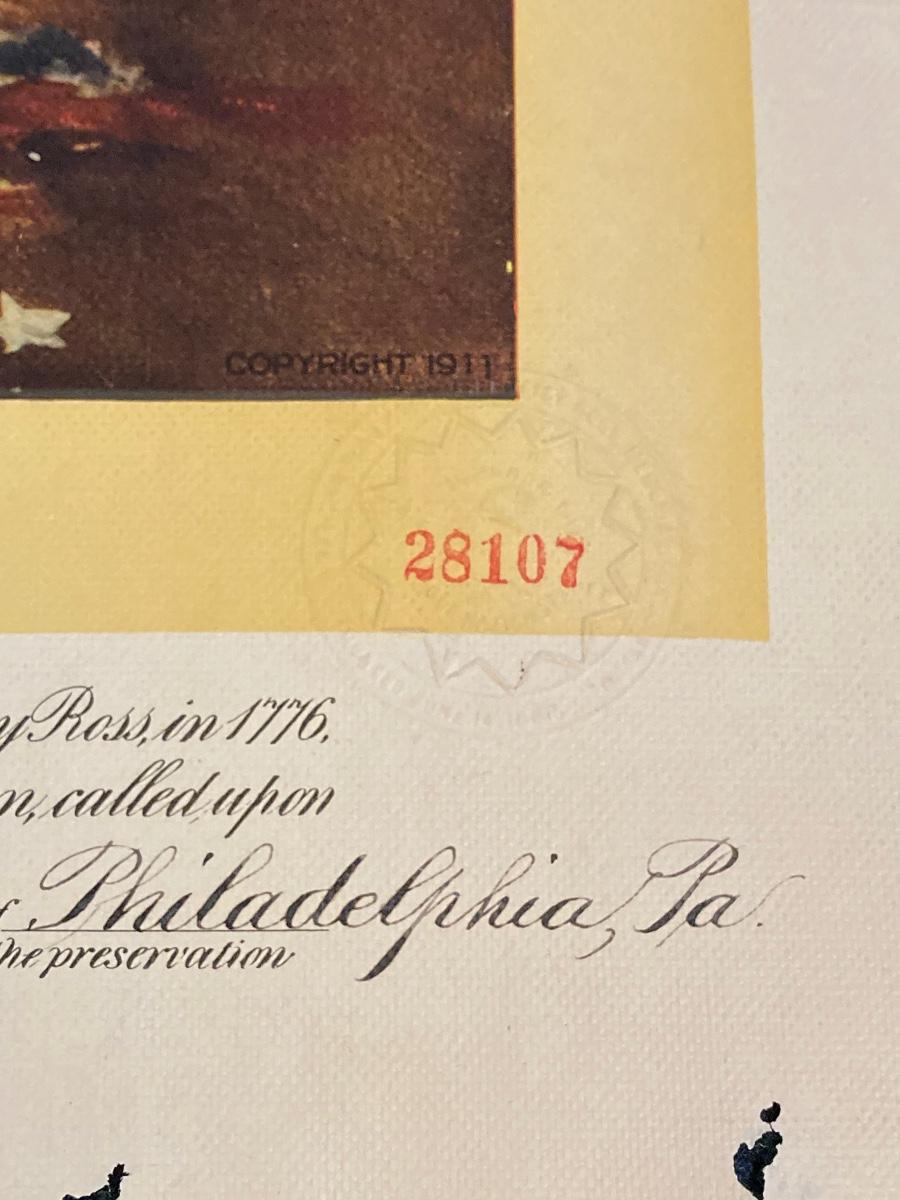 COPYRIGHT 1911
28107
Ross, in 1776,
called upon
Philadelphia, Pa.
The preservation